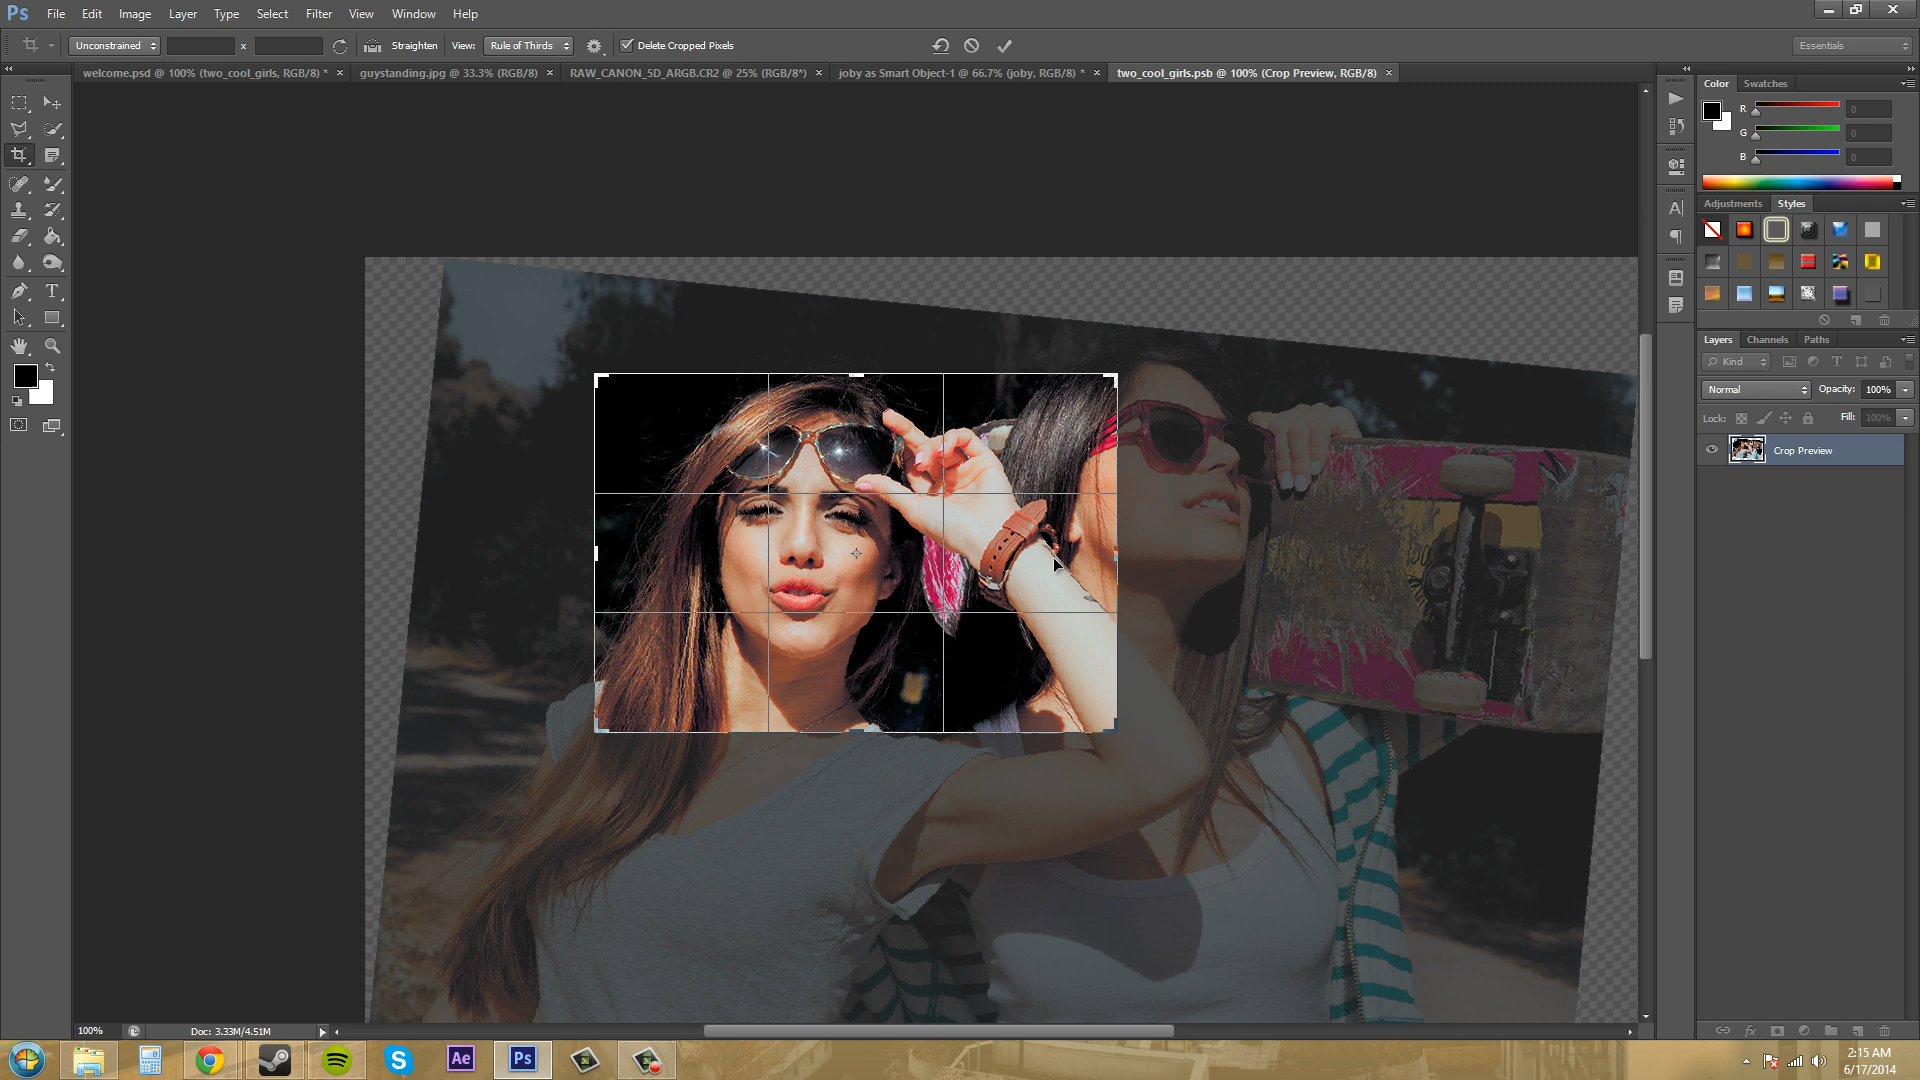 Ps File Edit Image Layer Type Select Filter View Window Help
Unconstrained x Straighten View: Rule of Thirds Delete Cropped Pixels Essentials
welcome.psd @ 100% (two_cool_girls, RGB/8) * guystanding.jpg @ 33.3% (RGB/8) RAW_CANON_5D_ARGB.CR2 @ 25% (RGB/8*) joby as Smart Object-1 @ 66.7% (joby, RGB/8) * two_cool_girls.psb @ 100% (Crop Preview, RGB/8)
Color Swatches
R 0
G 0
B 0
Adjustments Styles
Layers Channels Paths
Kind
Normal Opacity: 100%
Lock: Fill: 100%
Crop Preview
100% Doc: 3.33M/4.51M
Ae Ps
2:15 AM
6/17/2014